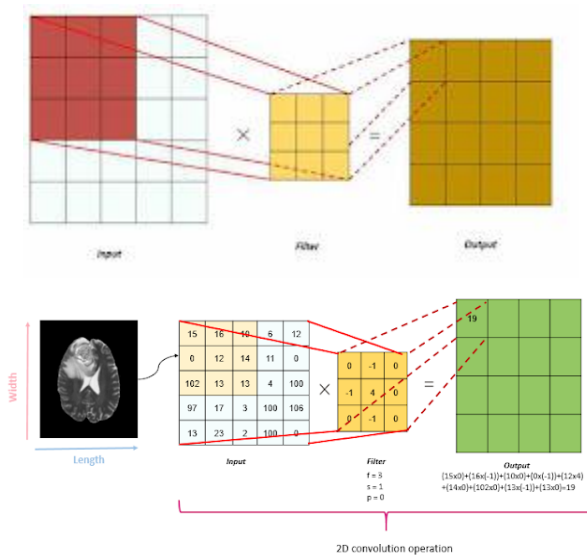 ×
=
Input
Filter
Output
Width
Length
15 16 10 6 12
0 12 14 11 0
102 13 13 4 100
97 17 3 100 106
13 23 2 100 0
×
0 -1 0
-1 4 0
0 -1 0
=
19
Input
Filter
f = 3
s = 1
p = 0
Output
(15x0)+(16x(-1))+(10x0)+(0x(-1))+(12x4)
+(14x0)+(102x0)+(13x(-1))+(13x0)=19
2D convolution operation